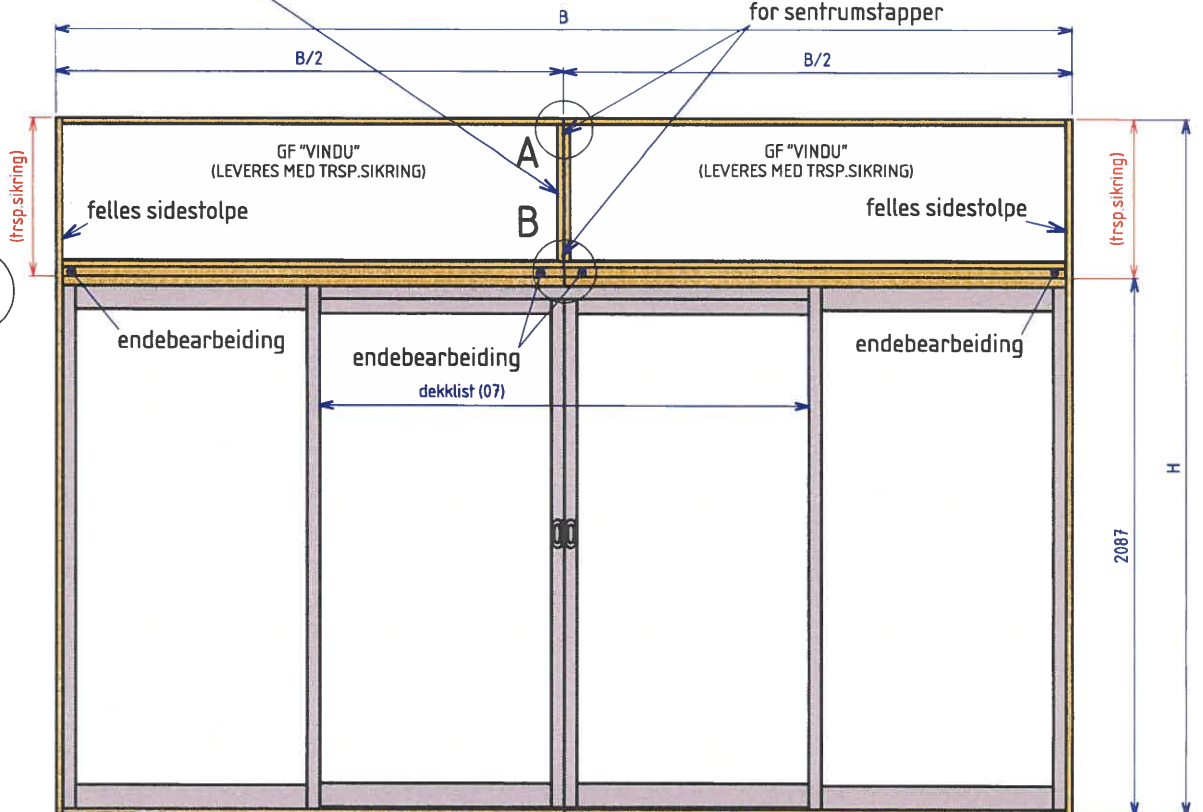 for sentrumstapper
B
B/2
B/2
GF "VINDU"
(LEVERES MED TRSP.SIKRING)
GF "VINDU"
(LEVERES MED TRSP.SIKRING)
A
(trsp.sikring)
(trsp.sikring)
felles sidestolpe
B
felles sidestolpe
endebearbeiding
endebearbeiding
endebearbeiding
dekklist (07)
H
2087